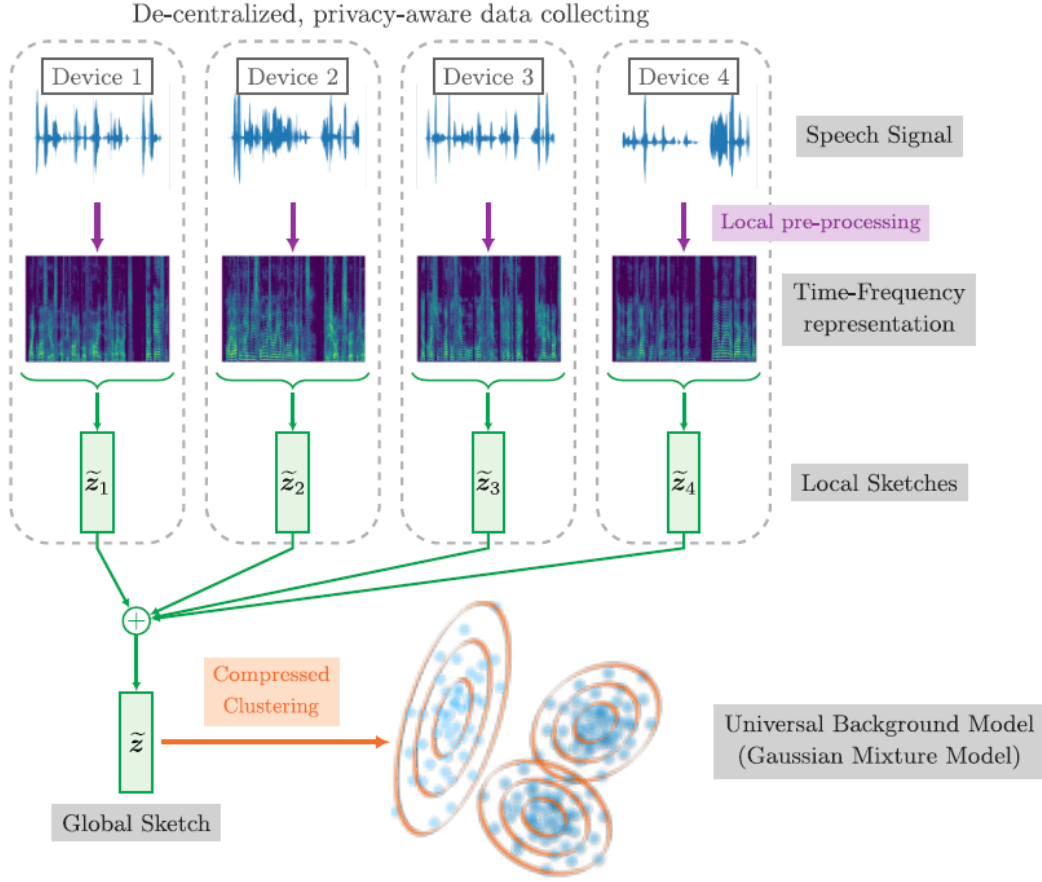 De-centralized, privacy-aware data collecting
Device 1
Device 2
Device 3
Device 4
Speech Signal
Local pre-processing
Time-Frequency
representation
z̃₁
z̃₂
z̃₃
z̃₄
Local Sketches
+
Compressed
Clustering
z̃
Universal Background Model
(Gaussian Mixture Model)
Global Sketch